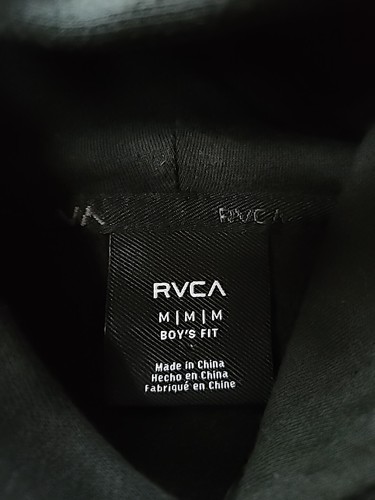 RVCA
RVCA
M | M | M
BOY'S FIT
Made in China
Hecho en China
Fabriqué en Chine